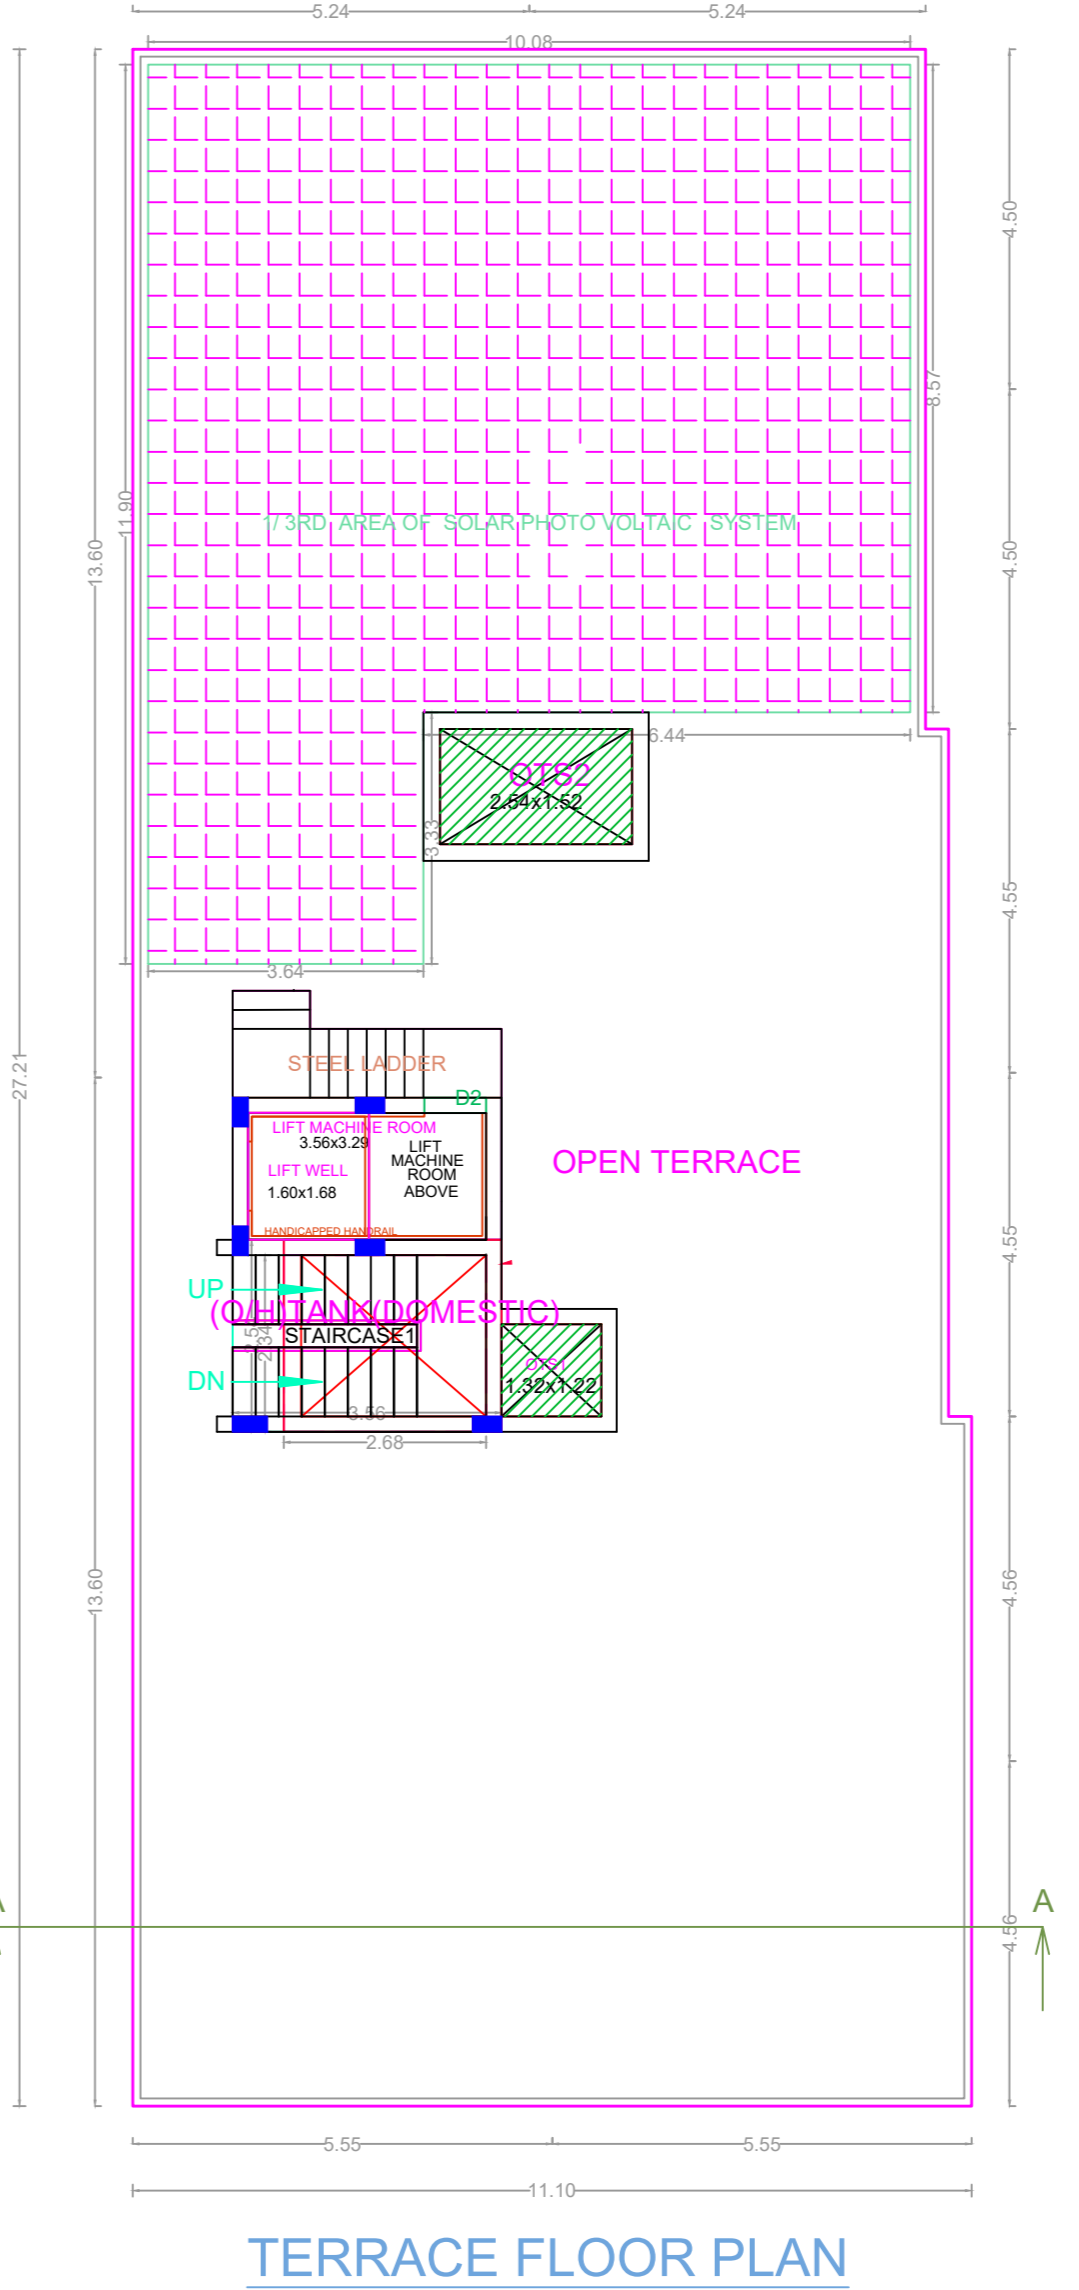 5.24
5.24
10.08
4.50
8.57
11.90
1/ 3RD AREA OF SOLAR PHOTO VOLTAIC SYSTEM
13.60
4.50
6.44
OTS2
2.54x1.52
3.33
4.55
3.64
27.21
STEEL LADDER
D2
LIFT MACHINE ROOM
3.56x3.29
LIFT
MACHINE
ROOM
ABOVE
LIFT WELL
1.60x1.68
OPEN TERRACE
HANDICAPPED HANDRAIL
4.55
UP
(O/H)TANK(DOMESTIC)
STAIRCASE1
2.34
OTS1
1.32x1.22
DN
3.56
2.68
13.60
4.56
A
A
4.56
5.55
5.55
11.10
TERRACE FLOOR PLAN